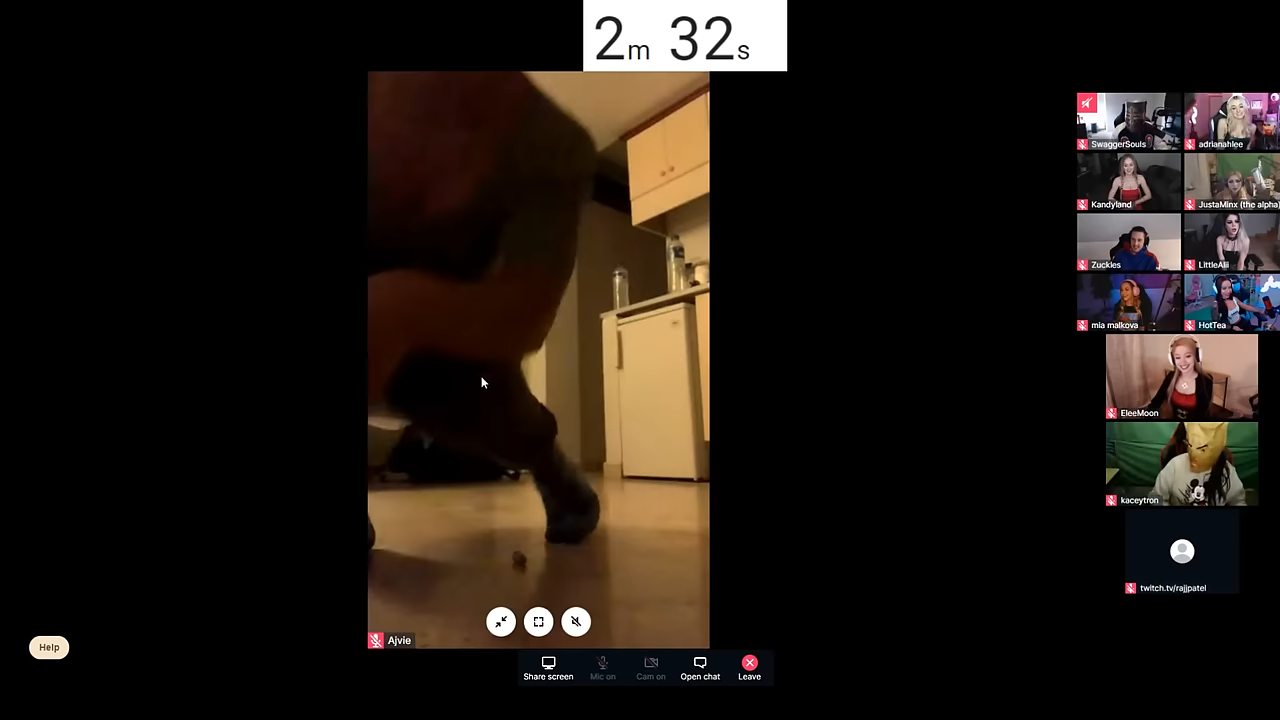 2m 32s
SwaggerSouls
adrianahlee
Kandyland
JustaMinx (the alpha)
Zuckles
LittleAlii
mia malkova
HotTea
EleeMoon
kaceytron
twitch.tv/rajjpatel
Ajvie
Help
Share screen
Mic on
Cam on
Open chat
Leave